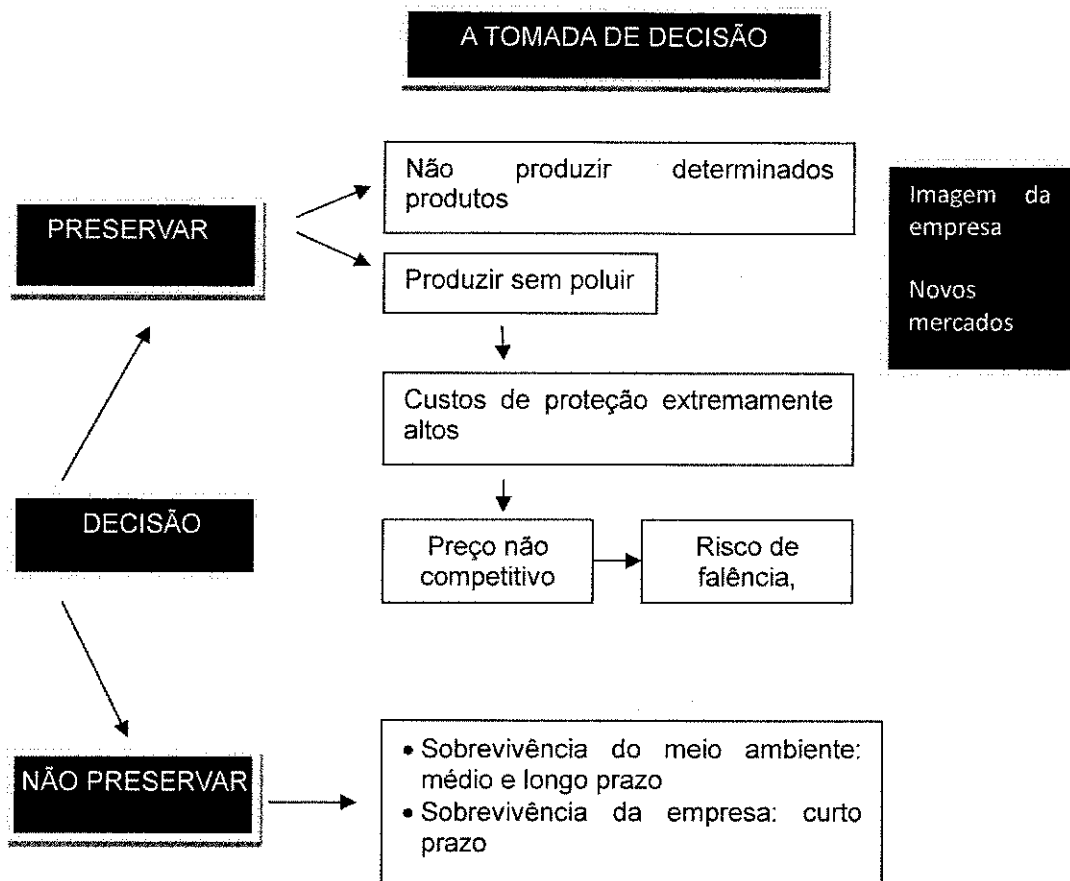 A TOMADA DE DECISÃO
PRESERVAR
Não produzir determinados
produtos
Produzir sem poluir
Imagem da
empresa
Novos
mercados
Custos de proteção extremamente
altos
DECISÃO
Preço não
competitivo
Risco de
falência,
NÃO PRESERVAR
• Sobrevivência do meio ambiente:
médio e longo prazo
• Sobrevivência da empresa: curto
prazo